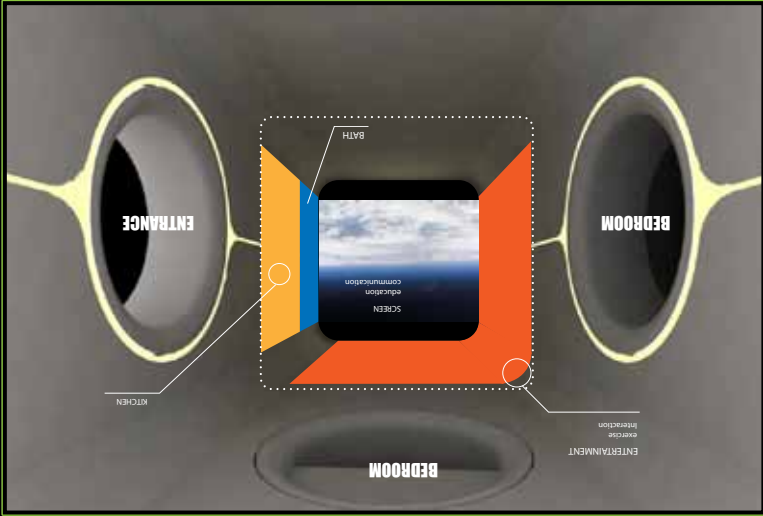 BEDROOM
ENTERTAINMENT
exercise
Interaction
KITCHEN
SCREEN
education
communication
BEDROOM
ENTRANCE
BATH